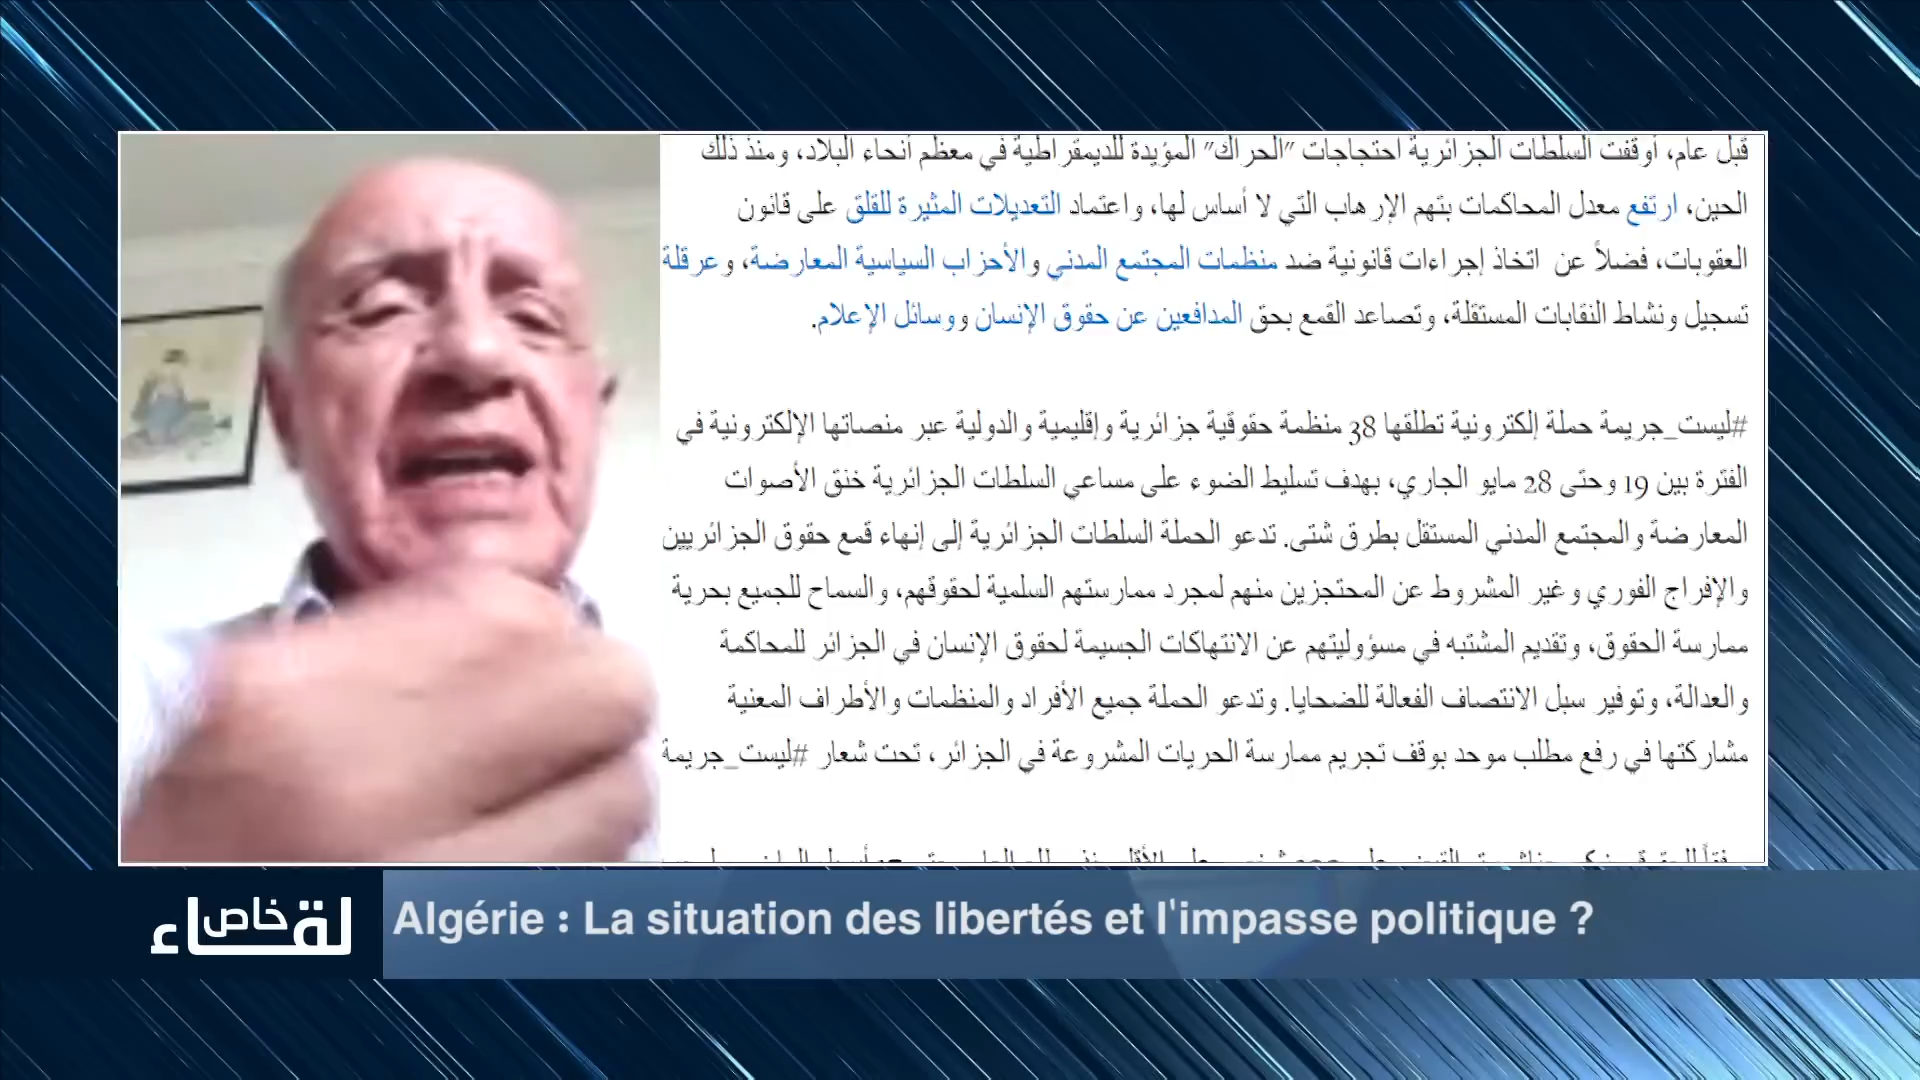 قبل عام، أوقفت السلطات الجزائرية احتجاجات "الحراك" المؤيدة للديمقراطية في معظم أنحاء البلاد، ومنذ ذلك
الحين، ارتفع معدل المحاكمات بتهم الإرهاب التي لا أساس لها، واعتماد التعديلات المثيرة للقلق على قانون
العقوبات، فضلاً عن اتخاذ إجراءات قانونية ضد منظمات المجتمع المدني والأحزاب السياسية المعارضة، وعرقلة
تسجيل ونشاط النقابات المستقلة، وتصاعد القمع بحق المدافعين عن حقوق الإنسان ووسائل الإعلام.
#ليست_جريمة حملة إلكترونية تطلقها 38 منظمة حقوقية جزائرية وإقليمية والدولية عبر منصاتها الإلكترونية في
الفترة بين 19 وحتى 28 مايو الجاري، بهدف تسليط الضوء على مساعي السلطات الجزائرية خنق الأصوات
المعارضة والمجتمع المدني المستقل بطرق شتى. تدعو الحملة السلطات الجزائرية إلى إنهاء قمع حقوق الجزائريين
والإفراج الفوري وغير المشروط عن المحتجزين منهم لمجرد ممارستهم السلمية لحقوقهم، والسماح للجميع بحرية
ممارسة الحقوق، وتقديم المشتبه في مسؤوليتهم عن الانتهاكات الجسيمة لحقوق الإنسان في الجزائر للمحاكمة
والعدالة، وتوفير سبل الانتصاف الفعالة للضحايا. وتدعو الحملة جميع الأفراد والمنظمات والأطراف المعنية
مشاركتها في رفع مطلب موحد بوقف تجريم ممارسة الحريات المشروعة في الجزائر، تحت شعار #ليست_جريمة
لقاء خاص
Algérie : La situation des libertés et l'impasse politique ?